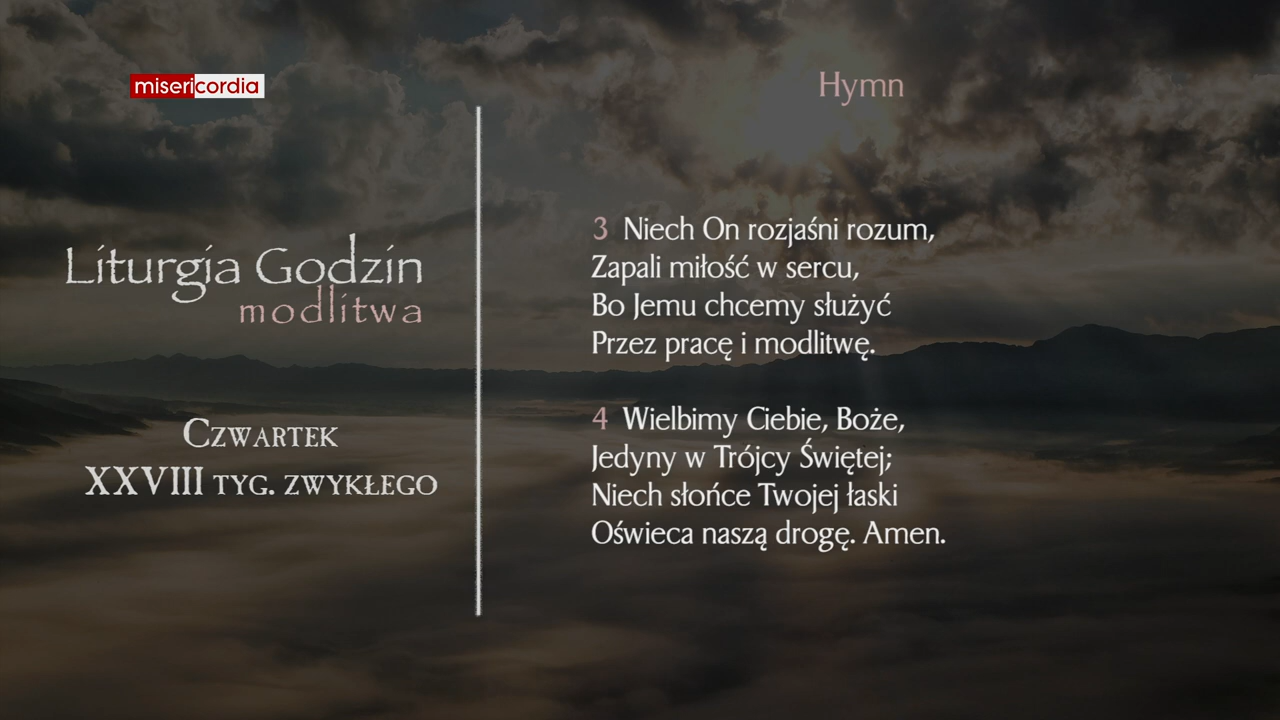 misericordia
Liturgia Godzin
modlitwa
Czwartek
XXVIII tyg. zwykłego
Hymn
3 Niech On rozjaśni rozum,
Zapali miłość w sercu,
Bo Jemu chcemy służyć
Przez pracę i modlitwę.
4 Wielbimy Ciebie, Boże,
Jedyny w Trójcy Świętej;
Niech słońce Twojej łaski
Oświeca naszą drogę. Amen.